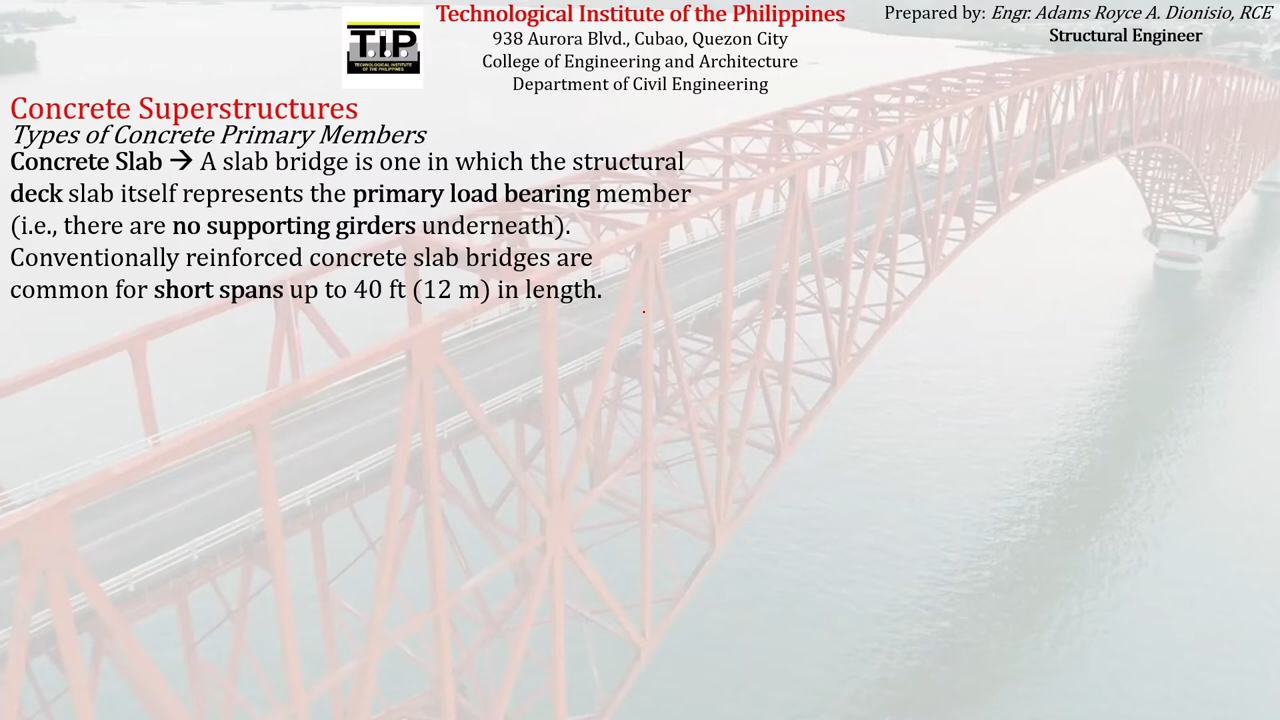 Technological Institute of the Philippines
938 Aurora Blvd., Cubao, Quezon City
College of Engineering and Architecture
Department of Civil Engineering
Prepared by: Engr. Adams Royce A. Dionisio, RCE
Structural Engineer
T.I.P
TECHNOLOGICAL INSTITUTE
OF THE PHILIPPINES
Concrete Superstructures
Types of Concrete Primary Members
Concrete Slab → A slab bridge is one in which the structural
deck slab itself represents the primary load bearing member
(i.e., there are no supporting girders underneath).
Conventionally reinforced concrete slab bridges are
common for short spans up to 40 ft (12 m) in length.